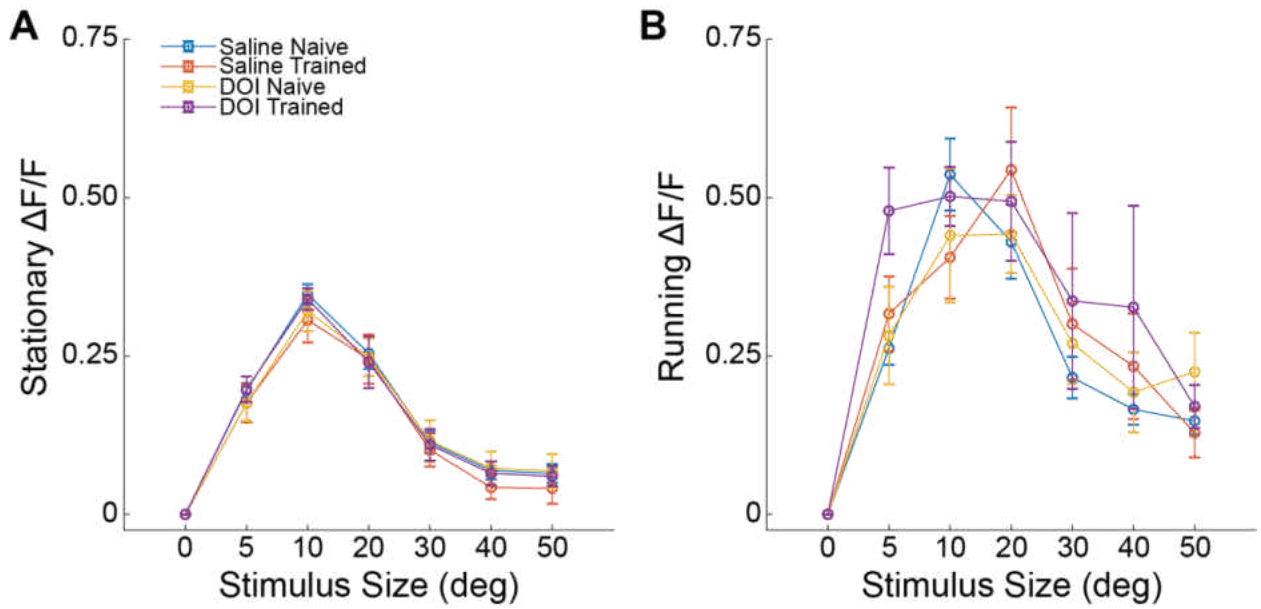 A
0.75
0.50
0.25
0
Stationary ΔF/F
Saline Naive
Saline Trained
DOI Naive
DOI Trained
0 5 10 20 30 40 50
Stimulus Size (deg)
B
0.75
0.50
0.25
0
Running ΔF/F
0 5 10 20 30 40 50
Stimulus Size (deg)